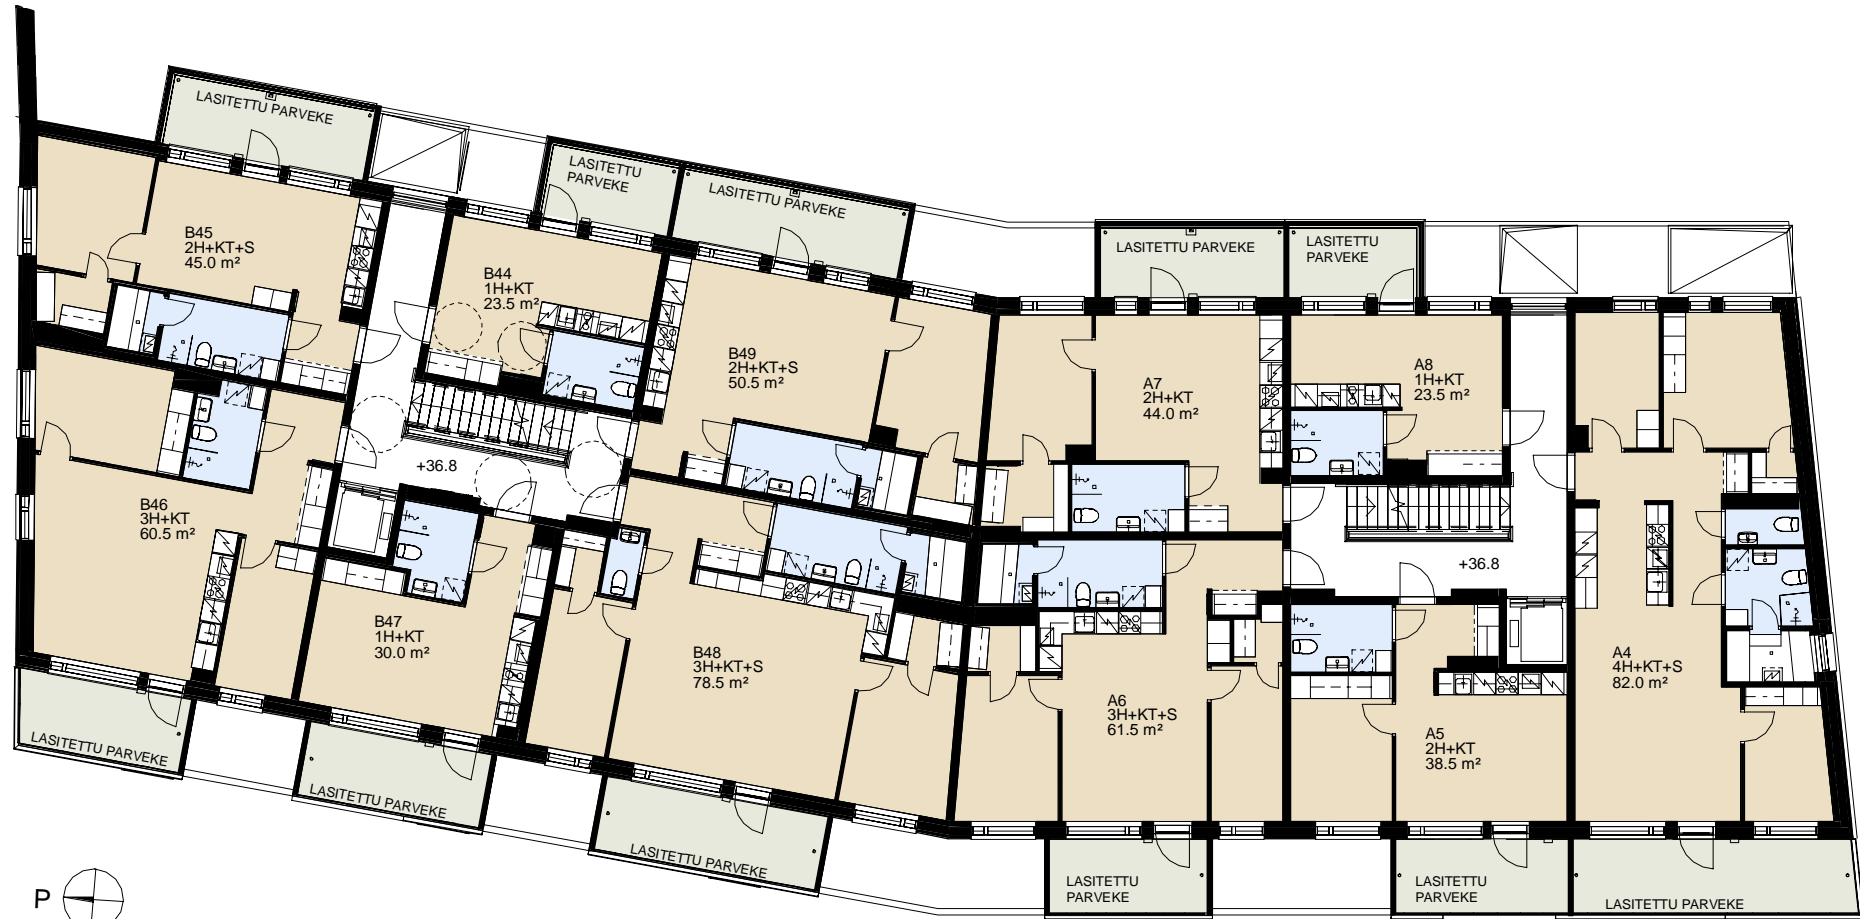 LASITETTU PARVEKE
LASITETTU
PARVEKE
LASITETTU PARVEKE
LASITETTU PARVEKE
LASITETTU
PARVEKE
B45
2H+KT+S
45.0 m²
B44
1H+KT
23.5 m²
B49
2H+KT+S
50.5 m²
A7
2H+KT
44.0 m²
A8
1H+KT
23.5 m²
+36.8
B46
3H+KT
60.5 m²
+36.8
B47
1H+KT
30.0 m²
B48
3H+KT+S
78.5 m²
A6
3H+KT+S
61.5 m²
A5
2H+KT
38.5 m²
A4
4H+KT+S
82.0 m²
LASITETTU PARVEKE
LASITETTU PARVEKE
LASITETTU PARVEKE
LASITETTU
PARVEKE
LASITETTU
PARVEKE
LASITETTU PARVEKE
P